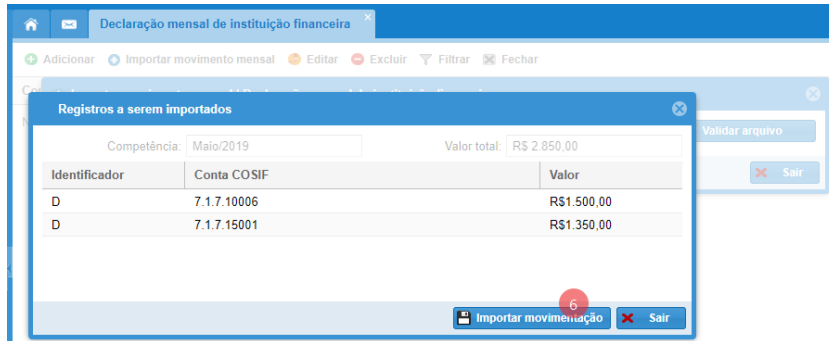 Declaração mensal de instituição financeira
Adicionar Importar movimento mensal Editar Excluir Filtrar Fechar
Registros a serem importados
Validar arquivo
Competência: Maio/2019 Valor total: R$ 2.850,00
Sair
Identificador Conta COSIF Valor
D 7.1.7.10006 R$1.500,00
D 7.1.7.15001 R$1.350,00
6
Importar movimentação Sair